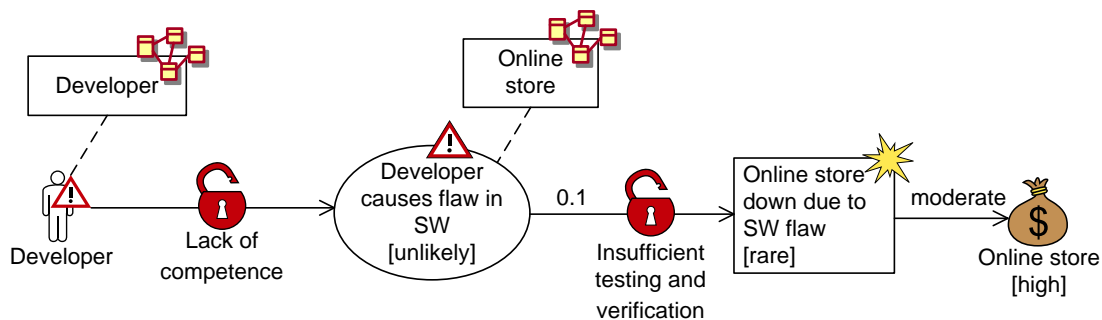 Developer
Online
store
Developer
Lack of
competence
Developer
causes flaw in
SW
[unlikely]
0.1
Insufficient
testing and
verification
Online store
down due to
SW flaw
[rare]
moderate
$
Online store
[high]